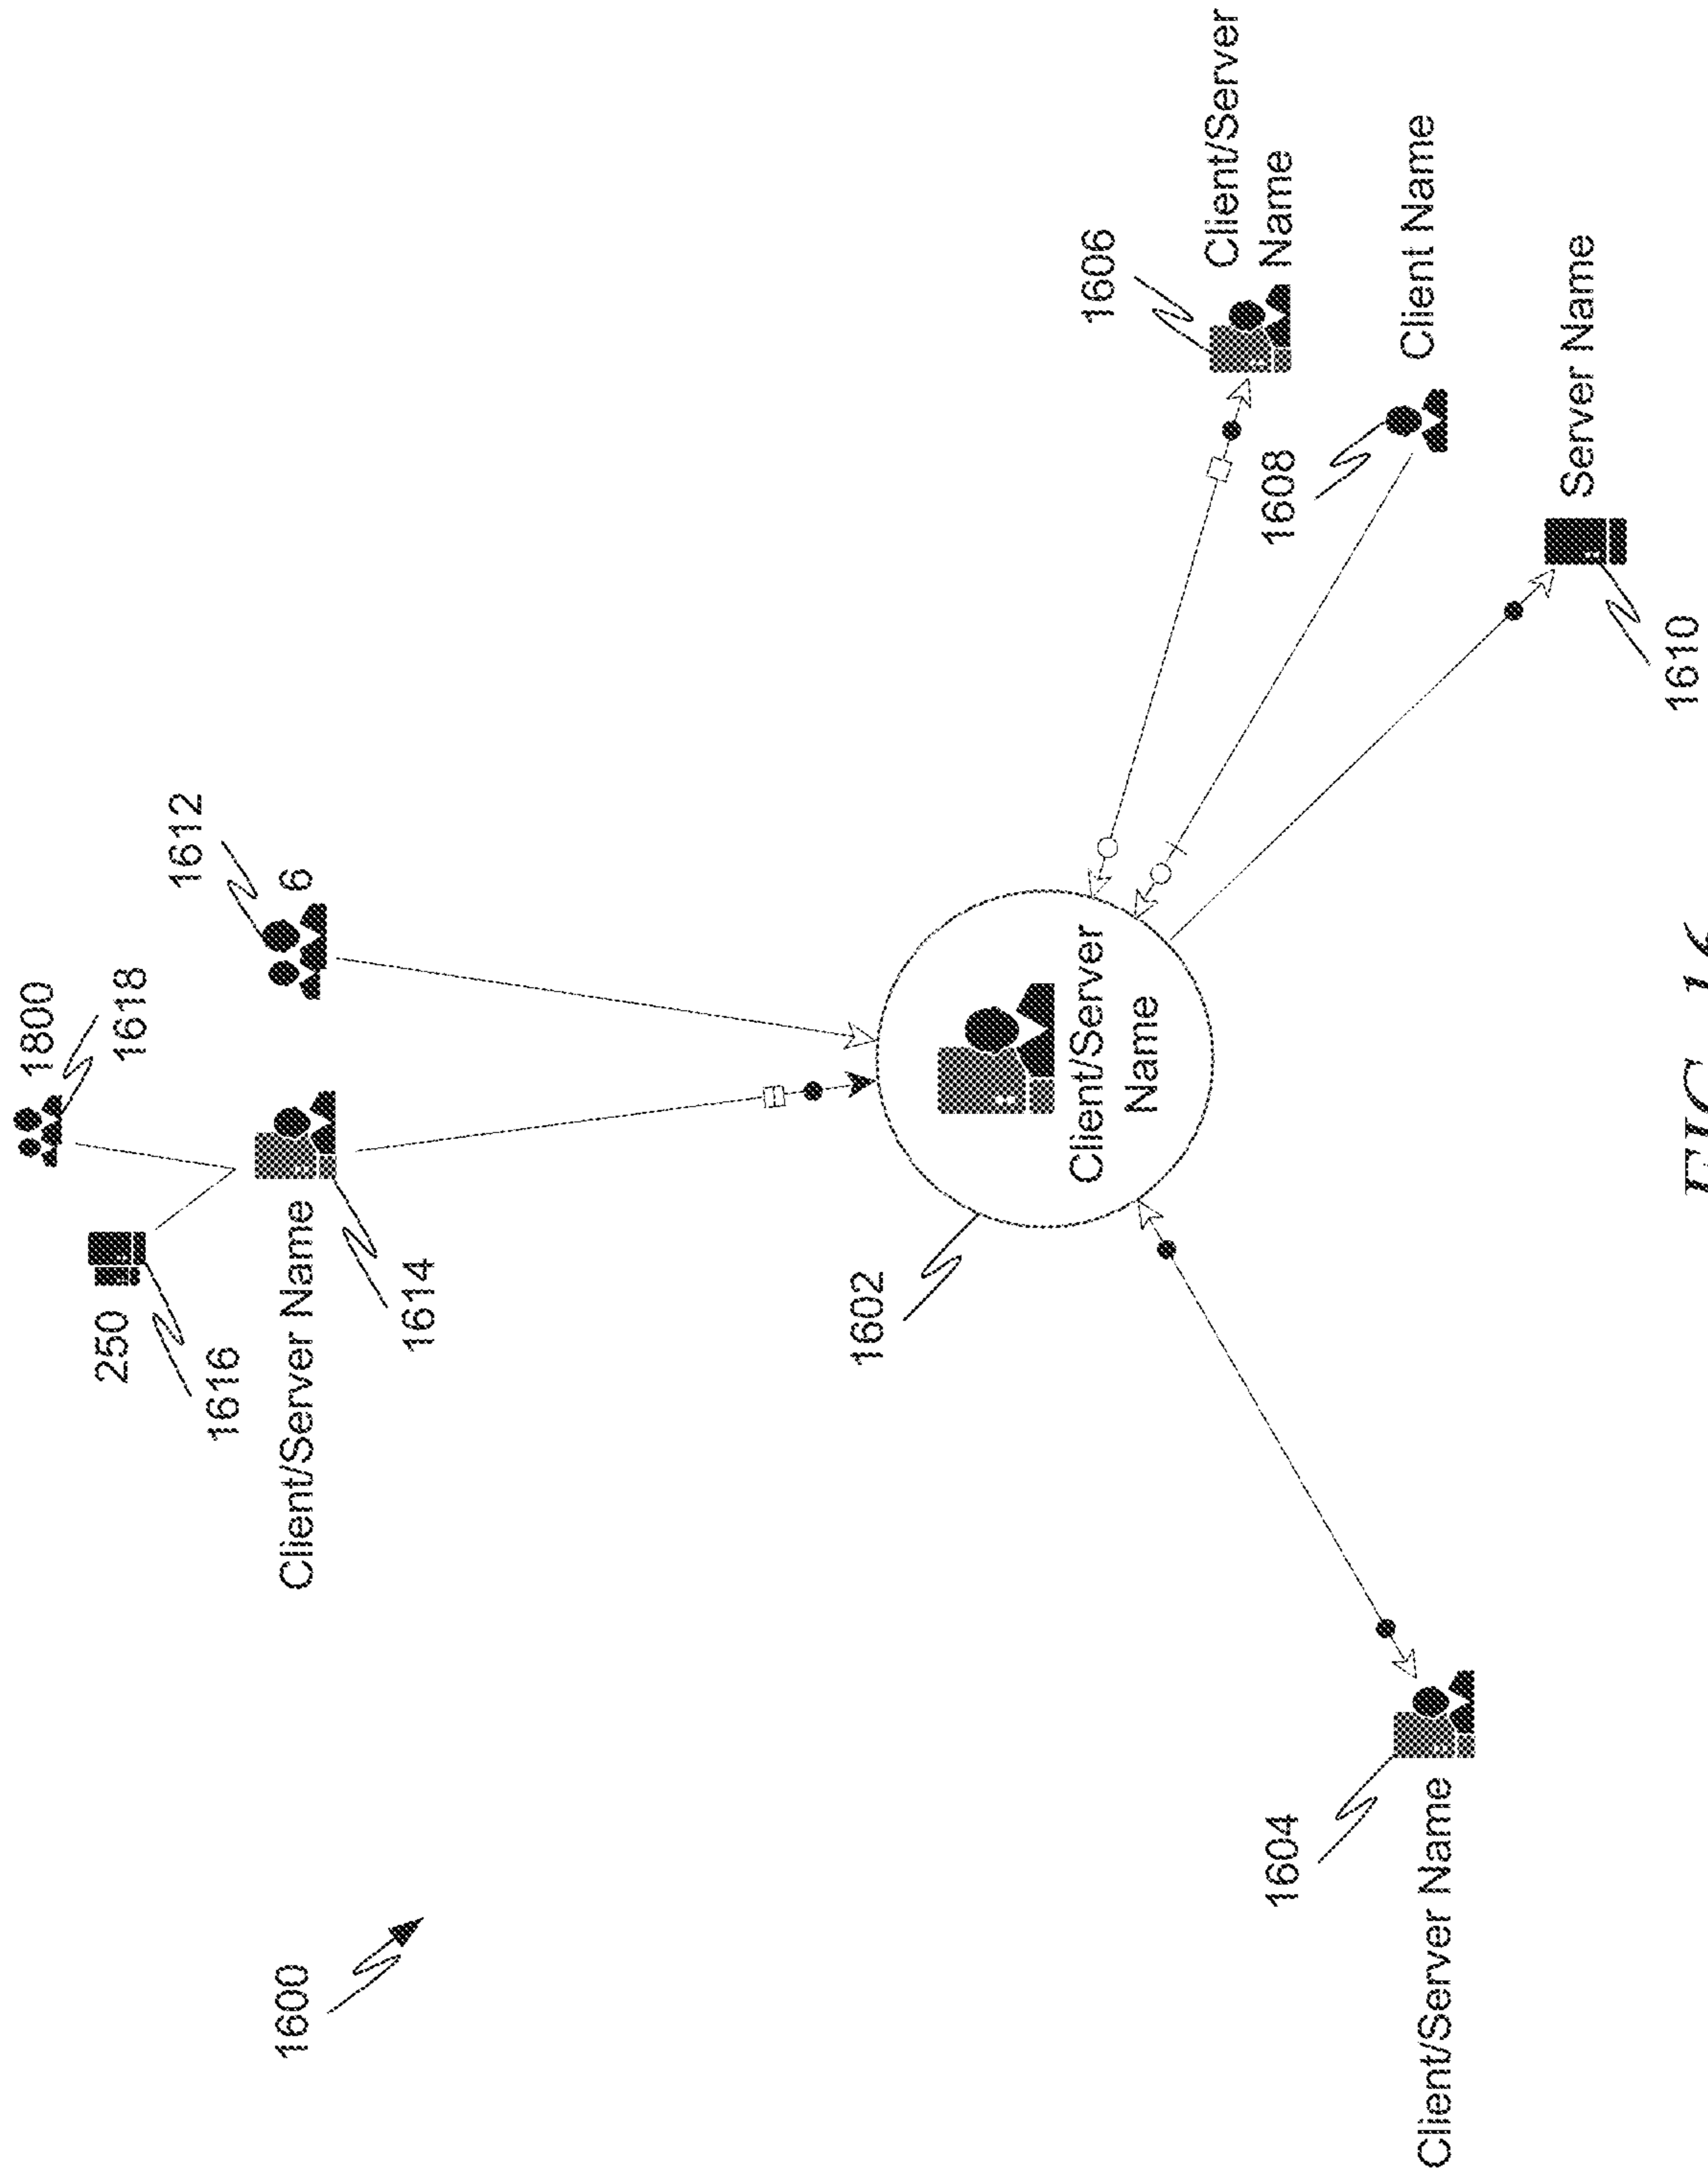 1800
250
1618
1612
1616
1600
Client/Server Name
6
1614
1602
Client/Server
Name
1606
Client/Server
Name
1604
1608
Client/Server Name
Client Name
Server Name
1610
FIG. 16